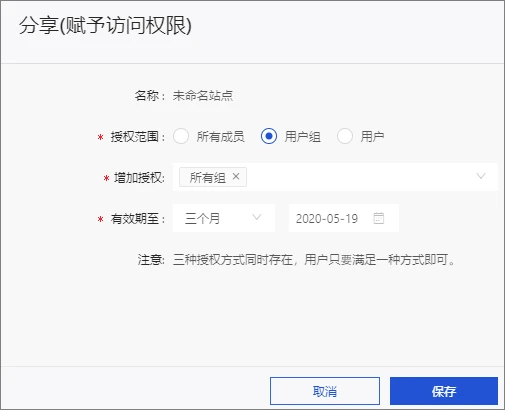 分享(赋予访问权限)
名称： 未命名站点
* 授权范围： 所有成员 用户组 用户
* 增加授权: 所有组 ×
* 有效期至： 三个月 2020-05-19
注意: 三种授权方式同时存在，用户只要满足一种方式即可。
取消 保存